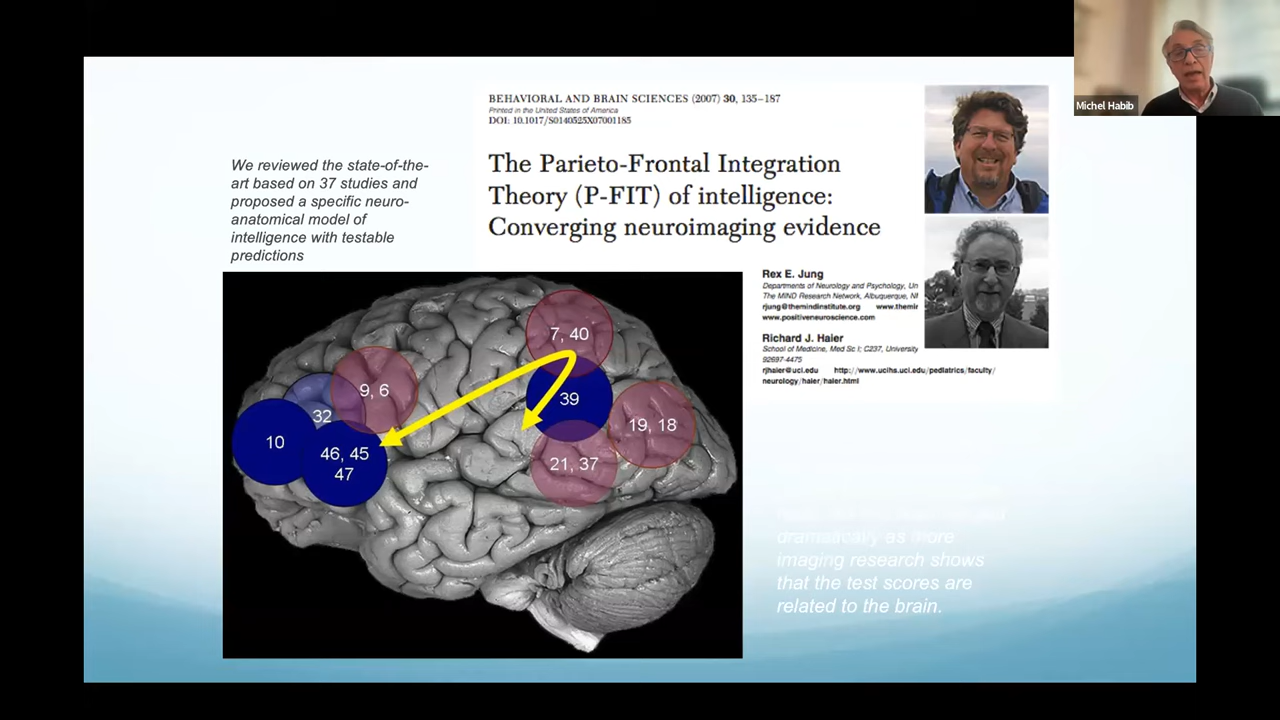 Michel Habib
BEHAVIORAL AND BRAIN SCIENCES (2007) 30, 135–187
Printed in the United States of America
DOI: 10.1017/S0140525X07001185
The Parieto-Frontal Integration
Theory (P-FIT) of intelligence:
Converging neuroimaging evidence
We reviewed the state-of-the-
art based on 37 studies and
proposed a specific neuro-
anatomical model of
intelligence with testable
predictions
Rex E. Jung
Departments of Neurology and Psychology, Un
The MIND Research Network, Albuquerque, NI
rjung@themindinstitute.org www.themir
www.positiveneuroscience.com
Richard J. Haier
School of Medicine, Med Sc I; C237, University
92697-4475
rjhaier@uci.edu http://www.ucihs.uci.edu/pediatrics/faculty/
neurology/haier/haier.html
7, 40
9, 6
39
32
10
46, 45
47
19, 18
21, 37
dramatically as more
imaging research shows
that the test scores are
related to the brain.